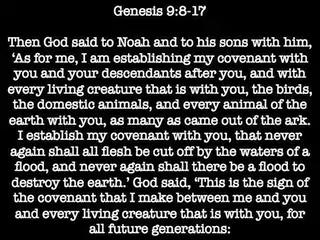 Genesis 9:8-17
Then God said to Noah and to his sons with him,
‘As for me, I am establishing my covenant with
you and your descendants after you, and with
every living creature that is with you, the birds,
the domestic animals, and every animal of the
earth with you, as many as came out of the ark.
I establish my covenant with you, that never
again shall all flesh be cut off by the waters of a
flood, and never again shall there be a flood to
destroy the earth.’ God said, ‘This is the sign of
the covenant that I make between me and you
and every living creature that is with you, for
all future generations: